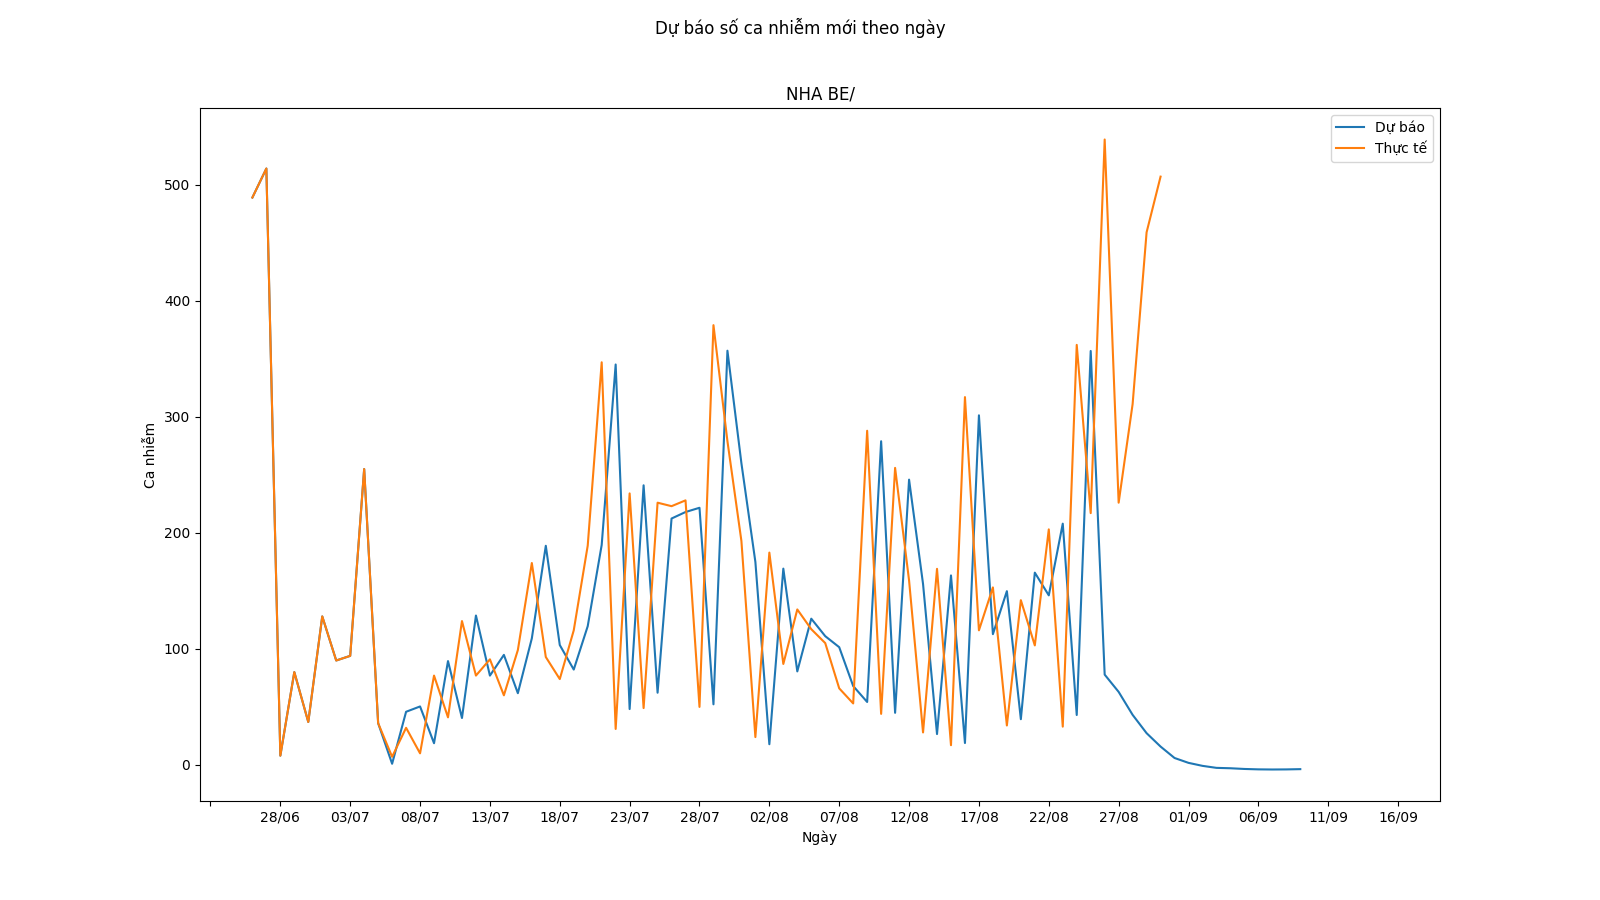 Dự báo số ca nhiễm mới theo ngày
NHA BE/
Dự báo
Thực tế
500
400
300
200
100
0
Ca nhiễm
28/06 03/07 08/07 13/07 18/07 23/07 28/07 02/08 07/08 12/08 17/08 22/08 27/08 01/09 06/09 11/09 16/09
Ngày